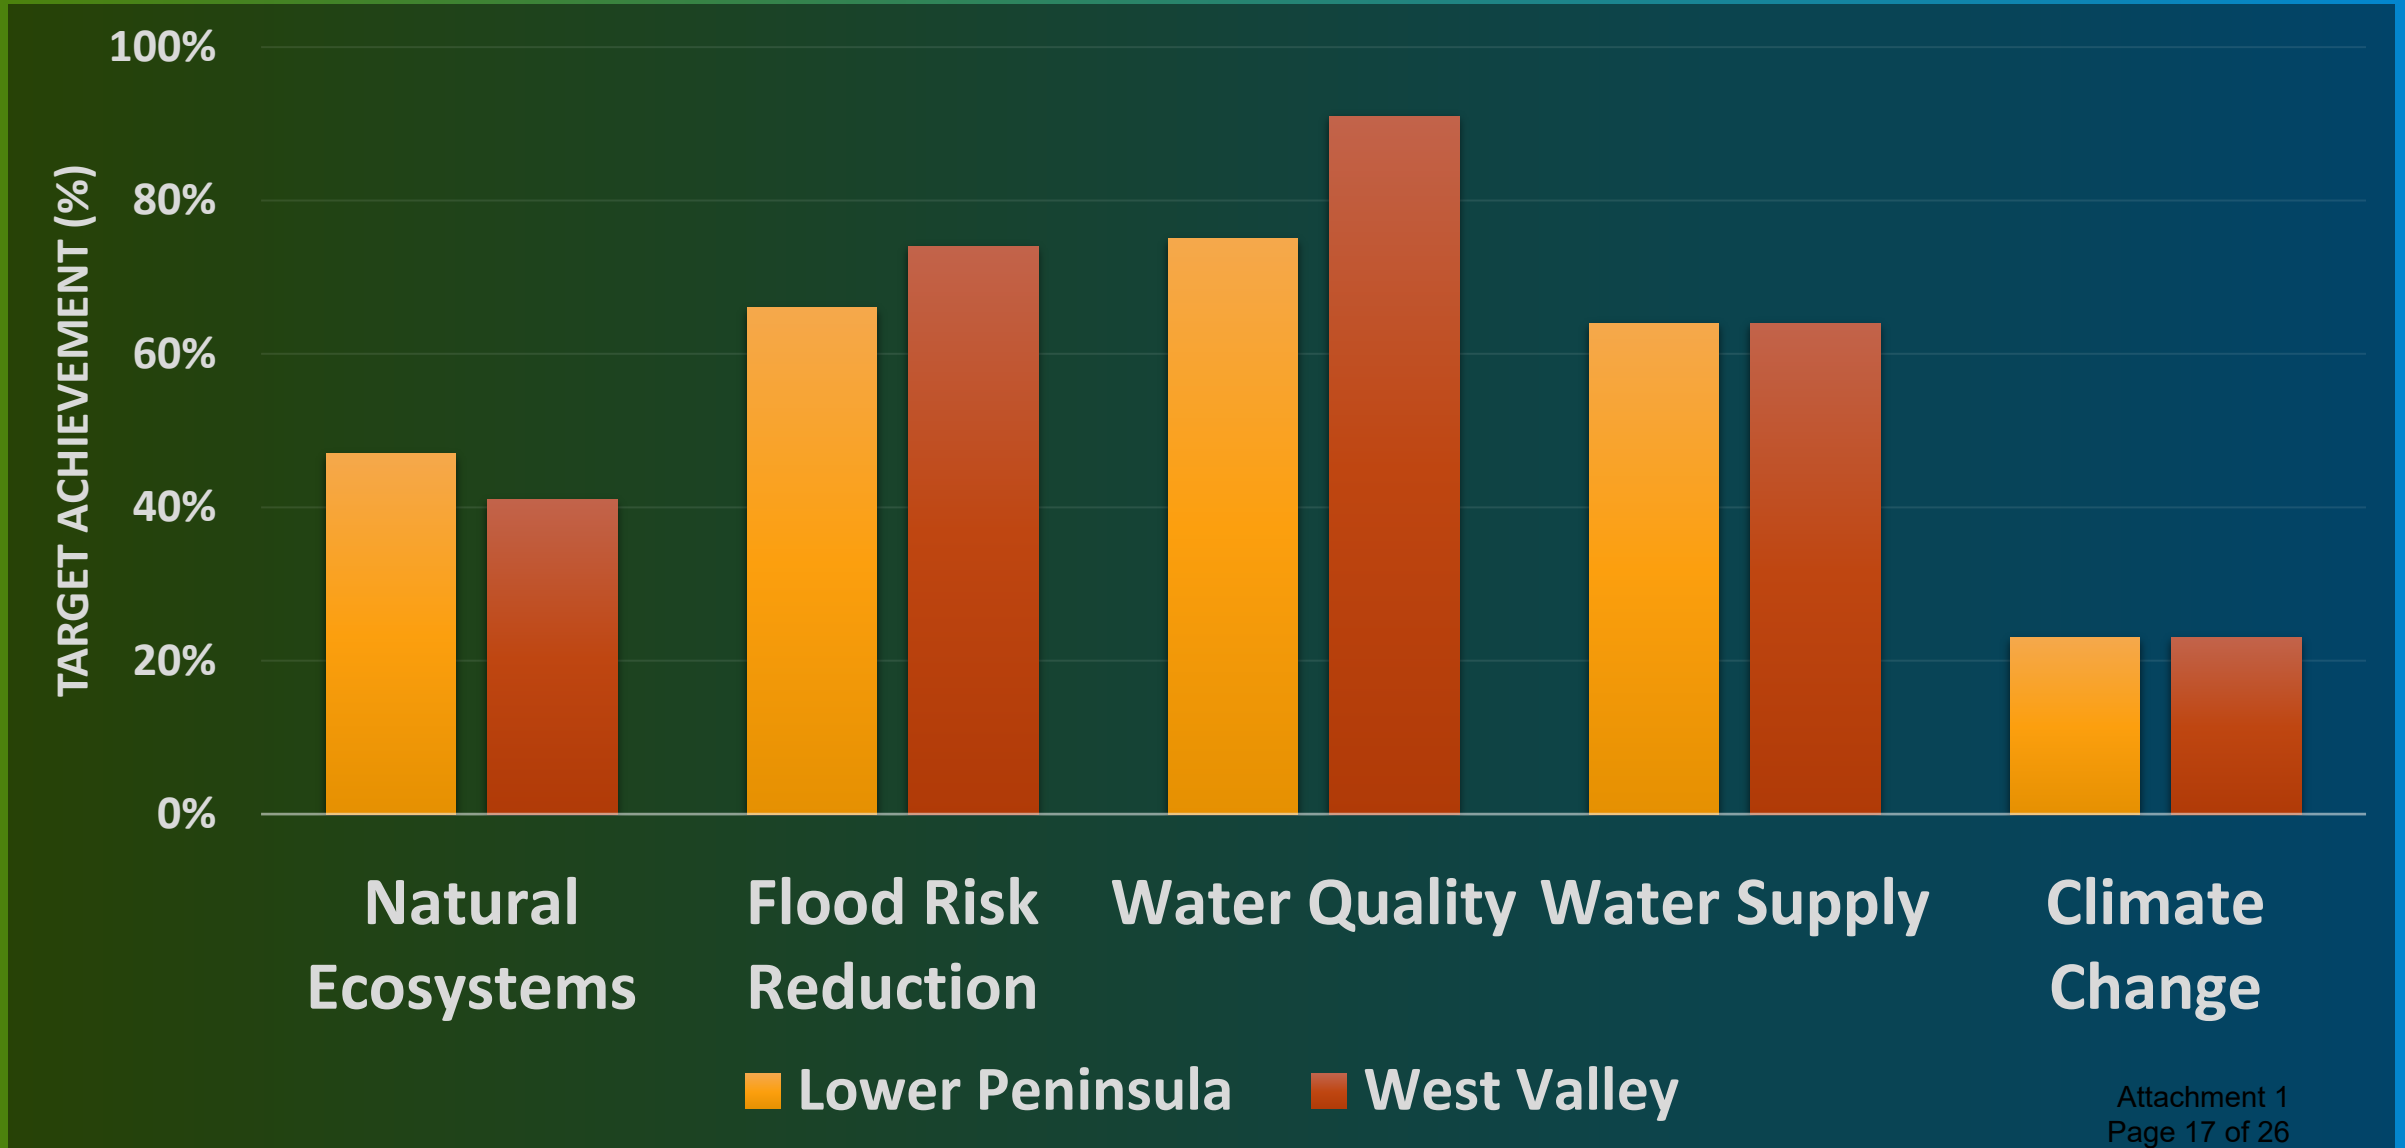 TARGET ACHIEVEMENT (%)
100%
80%
60%
40%
20%
0%
Natural
Ecosystems
Flood Risk
Reduction
Water Quality
Water Supply
Climate
Change
Lower Peninsula
West Valley
Attachment 1
Page 17 of 26